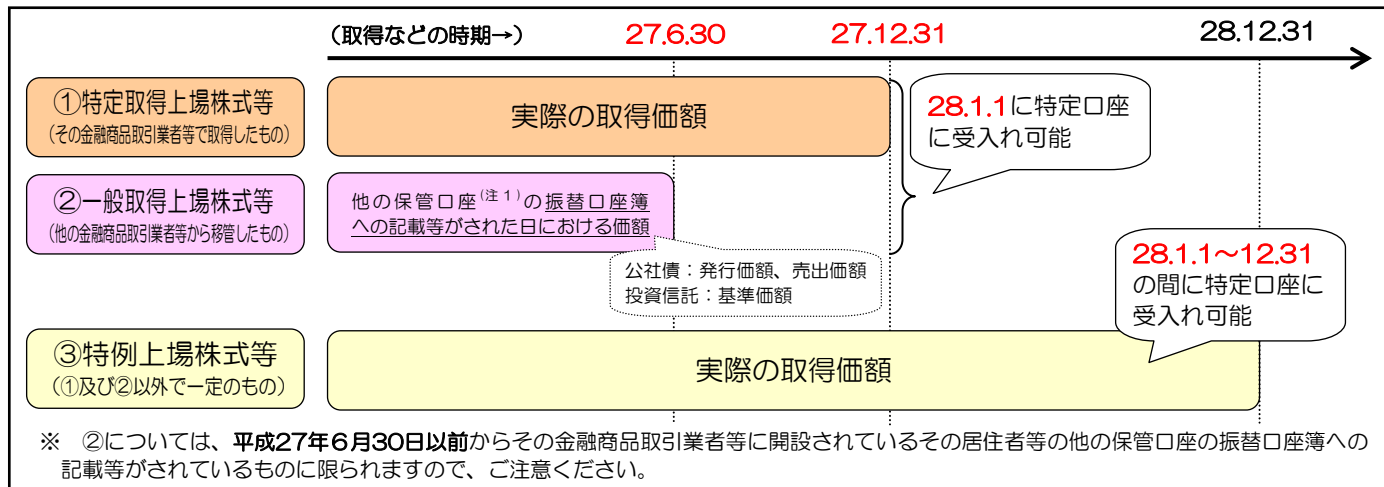 (取得などの時期→) 27.6.30 27.12.31 28.12.31
①特定取得上場株式等
(その金融商品取引業者等で取得したもの)
実際の取得価額
28.1.1に特定口座
に受入れ可能
②一般取得上場株式等
(他の金融商品取引業者等から移管したもの)
他の保管口座(注1)の振替口座簿
への記載等がされた日における価額
公社債:発行価額、売出価額
投資信託:基準価額
28.1.1~12.31
の間に特定口座に
受入れ可能
③特例上場株式等
(①及び②以外で一定のもの)
実際の取得価額
※ ②については、平成27年6月30日以前からその金融商品取引業者等に開設されているその居住者等の他の保管口座の振替口座簿への
記載等がされているものに限られますので、ご注意ください。